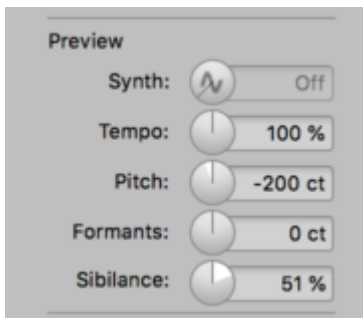 Preview
Synth: Off
Tempo: 100 %
Pitch: -200 ct
Formants: 0 ct
Sibilance: 51 %